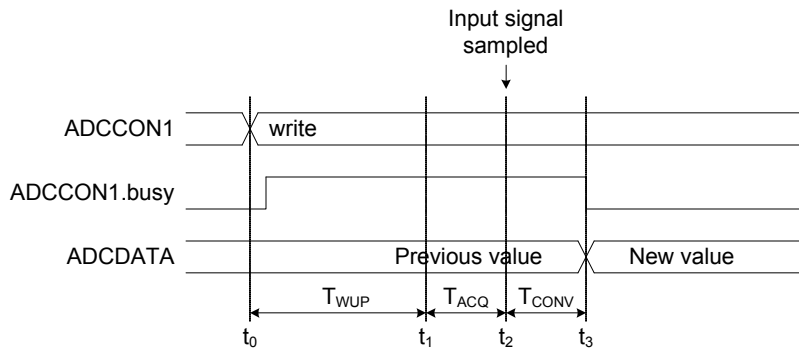 Input signal
sampled
ADCCON1
write
ADCCON1.busy
ADCDATA
Previous value
New value
TWUP
TACQ
TCONV
t0
t1
t2
t3